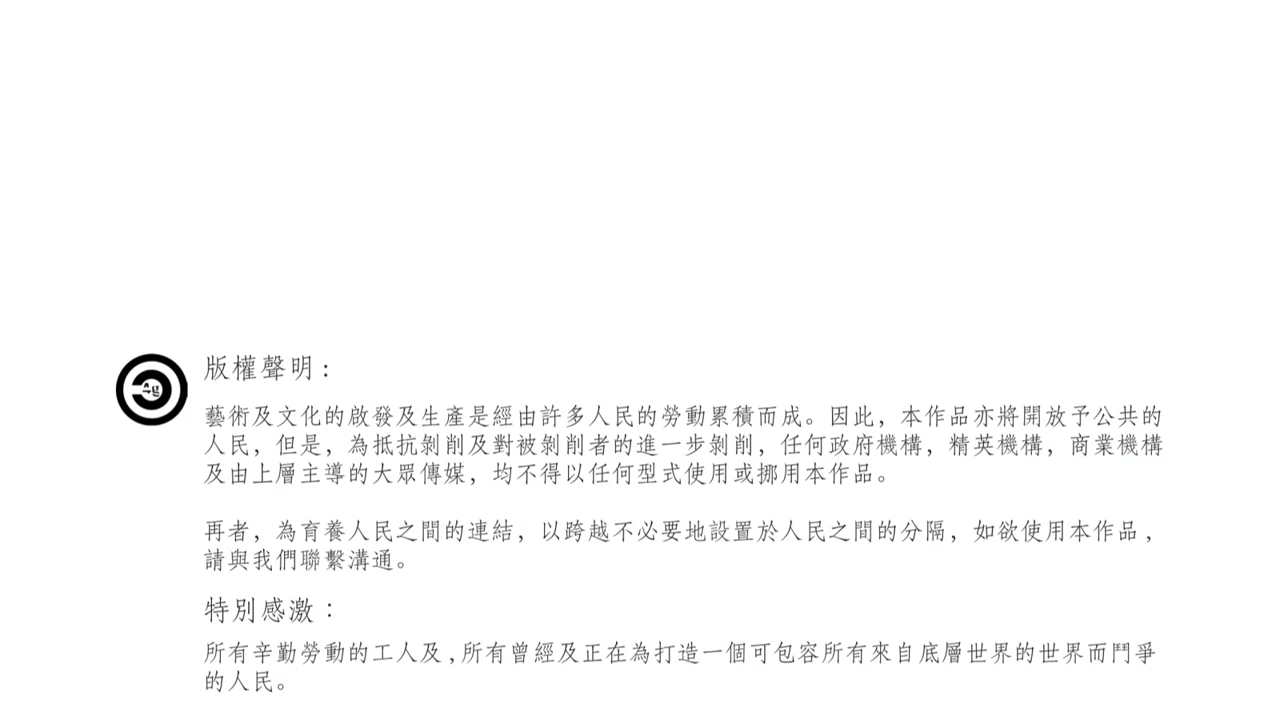 版權聲明：
藝術及文化的啟發及生產是經由許多人民的勞動累積而成。因此，本作品亦將開放予公共的
人民，但是，為抵抗剝削及對被剝削者的進一步剝削，任何政府機構，精英機構，商業機構
及由上層主導的大眾傳媒，均不得以任何型式使用或挪用本作品。
再者，為育養人民之間的連結，以跨越不必要地設置於人民之間的分隔，如欲使用本作品，
請與我們聯繫溝通。
特別感激：
所有辛勤勞動的工人及,所有曾經及正在為打造一個可包容所有來自底層世界的世界而鬥爭
的人民。